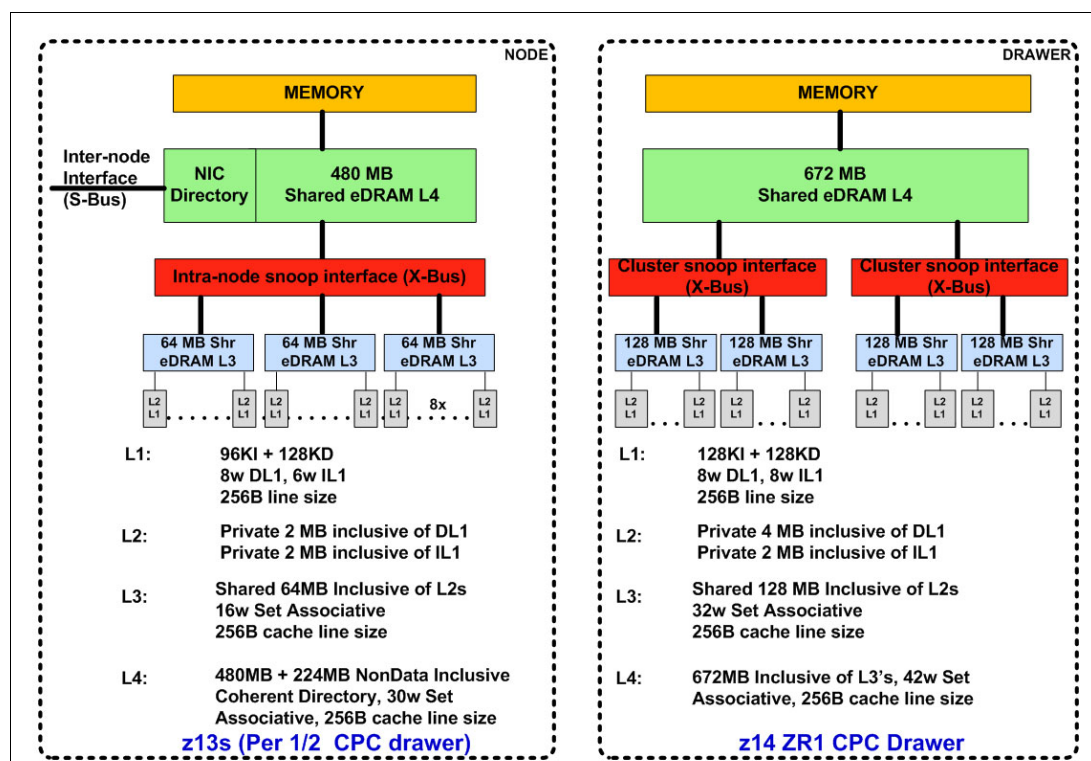 NODE
MEMORY
Inter-node
Interface
(S-Bus)
NIC
Directory
480 MB
Shared eDRAM L4
Intra-node snoop interface (X-Bus)
64 MB Shr
eDRAM L3
64 MB Shr
eDRAM L3
64 MB Shr
eDRAM L3
L2
L1
L2
L1
L2
L1
L2
L1
L2
L1
8x
L2
L1
L1:
96KI + 128KD
8w DL1, 6w IL1
256B line size
L2:
Private 2 MB inclusive of DL1
Private 2 MB inclusive of IL1
L3:
Shared 64MB Inclusive of L2s
16w Set Associative
256B cache line size
L4:
480MB + 224MB NonData Inclusive
Coherent Directory, 30w Set
Associative, 256B cache line size
z13s (Per 1/2 CPC drawer)
DRAWER
MEMORY
672 MB
Shared eDRAM L4
Cluster snoop interface
(X-Bus)
Cluster snoop interface
(X-Bus)
128 MB Shr
eDRAM L3
128 MB Shr
eDRAM L3
128 MB Shr
eDRAM L3
128 MB Shr
eDRAM L3
L2
L1
L2
L1
L2
L1
L2
L1
L2
L1
L2
L1
L2
L1
L2
L1
L1:
128KI + 128KD
8w DL1, 8w IL1
256B line size
L2:
Private 4 MB inclusive of DL1
Private 2 MB inclusive of IL1
L3:
Shared 128 MB Inclusive of L2s
32w Set Associative
256B cache line size
L4:
672MB Inclusive of L3's, 42w Set
Associative, 256B cache line size
z14 ZR1 CPC Drawer